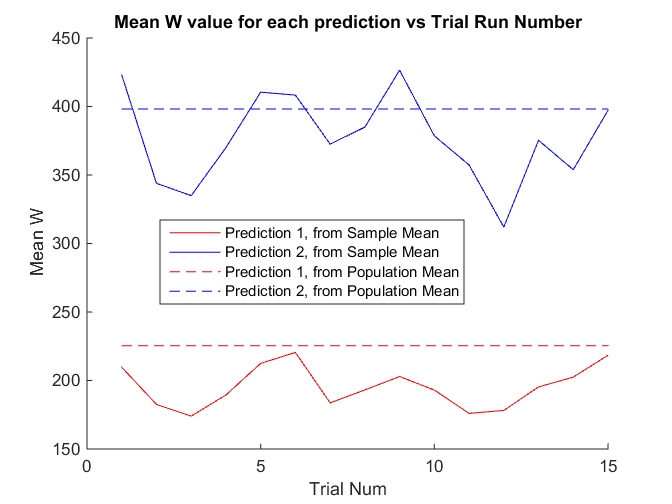 Mean W value for each prediction vs Trial Run Number
450
400
350
300
250
200
150
Mean W
Prediction 1, from Sample Mean
Prediction 2, from Sample Mean
Prediction 1, from Population Mean
Prediction 2, from Population Mean
0
5
10
15
Trial Num